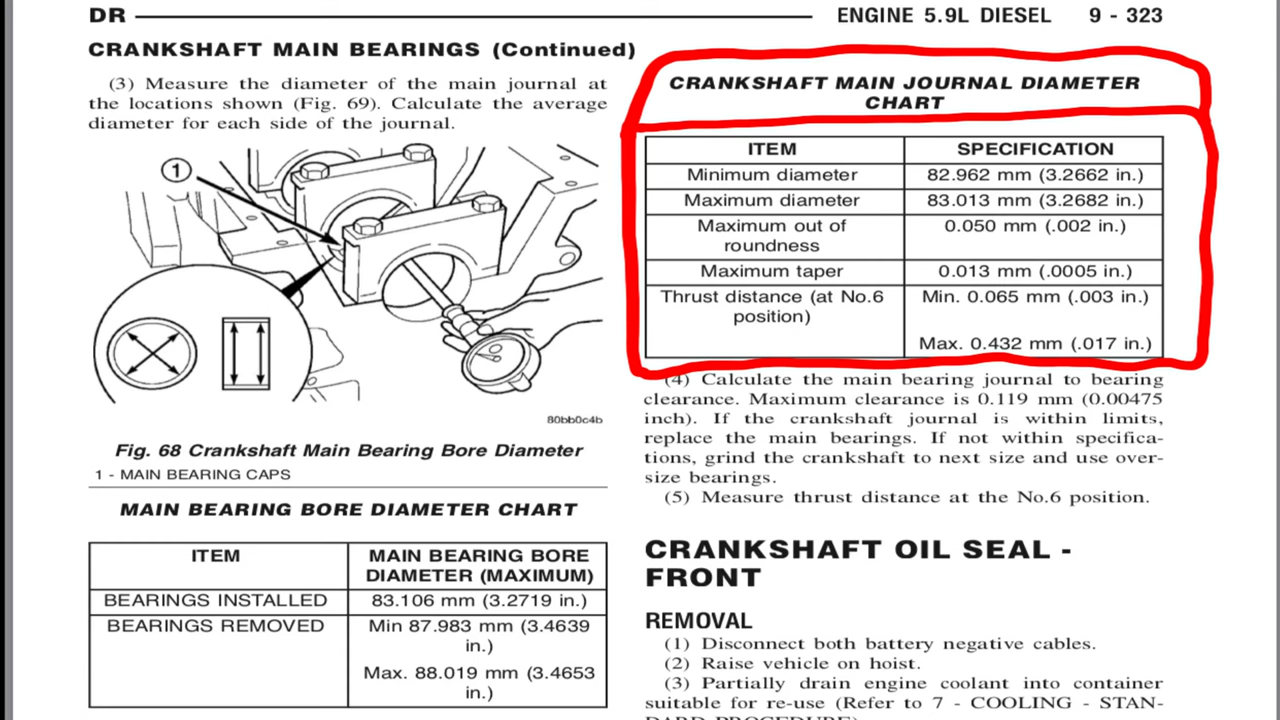 DR
ENGINE 5.9L DIESEL 9 - 323
CRANKSHAFT MAIN BEARINGS (Continued)
(3) Measure the diameter of the main journal at
the locations shown (Fig. 69). Calculate the average
diameter for each side of the journal.
1
80bb0c4b
Fig. 68 Crankshaft Main Bearing Bore Diameter
1 - MAIN BEARING CAPS
MAIN BEARING BORE DIAMETER CHART
ITEM
MAIN BEARING BORE
DIAMETER (MAXIMUM)
BEARINGS INSTALLED
83.106 mm (3.2719 in.)
BEARINGS REMOVED
Min 87.983 mm (3.4639
in.)
Max. 88.019 mm (3.4653
in.)
CRANKSHAFT MAIN JOURNAL DIAMETER
CHART
ITEM
SPECIFICATION
Minimum diameter
82.962 mm (3.2662 in.)
Maximum diameter
83.013 mm (3.2682 in.)
Maximum out of
roundness
0.050 mm (.002 in.)
Maximum taper
0.013 mm (.0005 in.)
Thrust distance (at No.6
position)
Min. 0.065 mm (.003 in.)
Max. 0.432 mm (.017 in.)
(4) Calculate the main bearing journal to bearing
clearance. Maximum clearance is 0.119 mm (0.00475
inch). If the crankshaft journal is within limits,
replace the main bearings. If not within specifica-
tions, grind the crankshaft to next size and use over-
size bearings.
(5) Measure thrust distance at the No.6 position.
CRANKSHAFT OIL SEAL -
FRONT
REMOVAL
(1) Disconnect both battery negative cables.
(2) Raise vehicle on hoist.
(3) Partially drain engine coolant into container
suitable for re-use (Refer to 7 - COOLING - STAN-
DARD PROCEDURE)